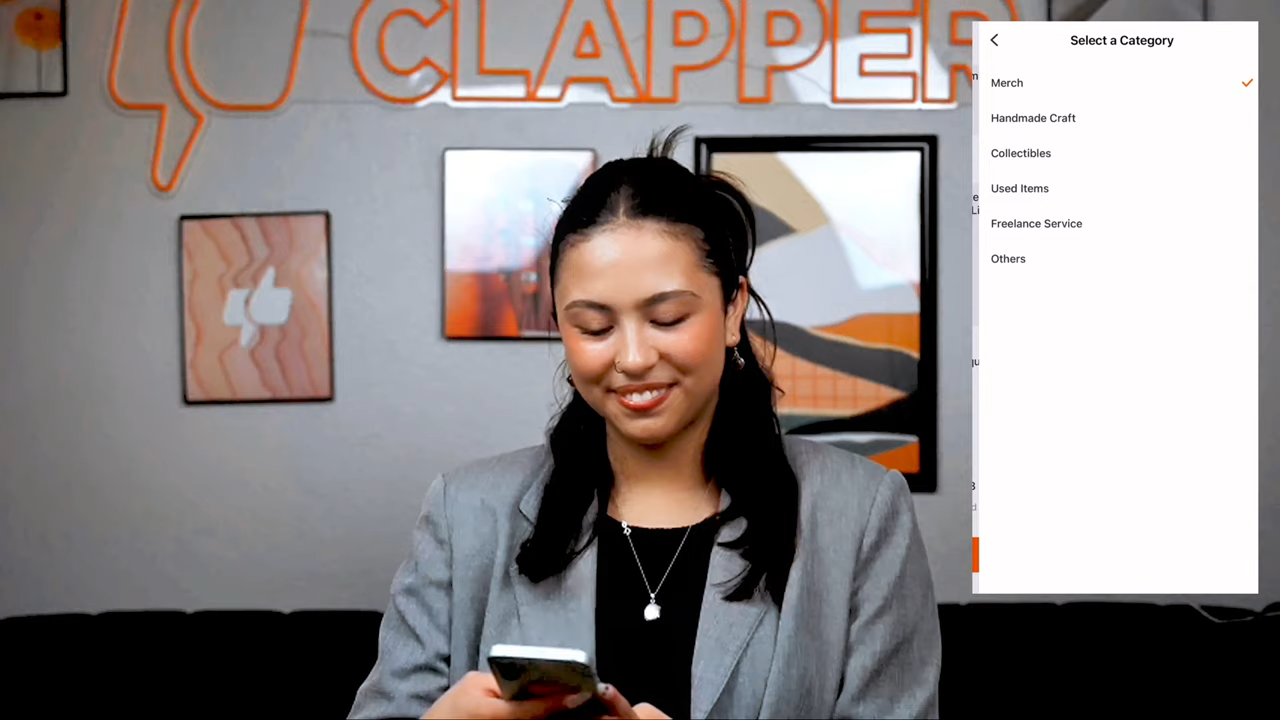 CLAPPER
Select a Category
Merch
Handmade Craft
Collectibles
Used Items
Freelance Service
Others